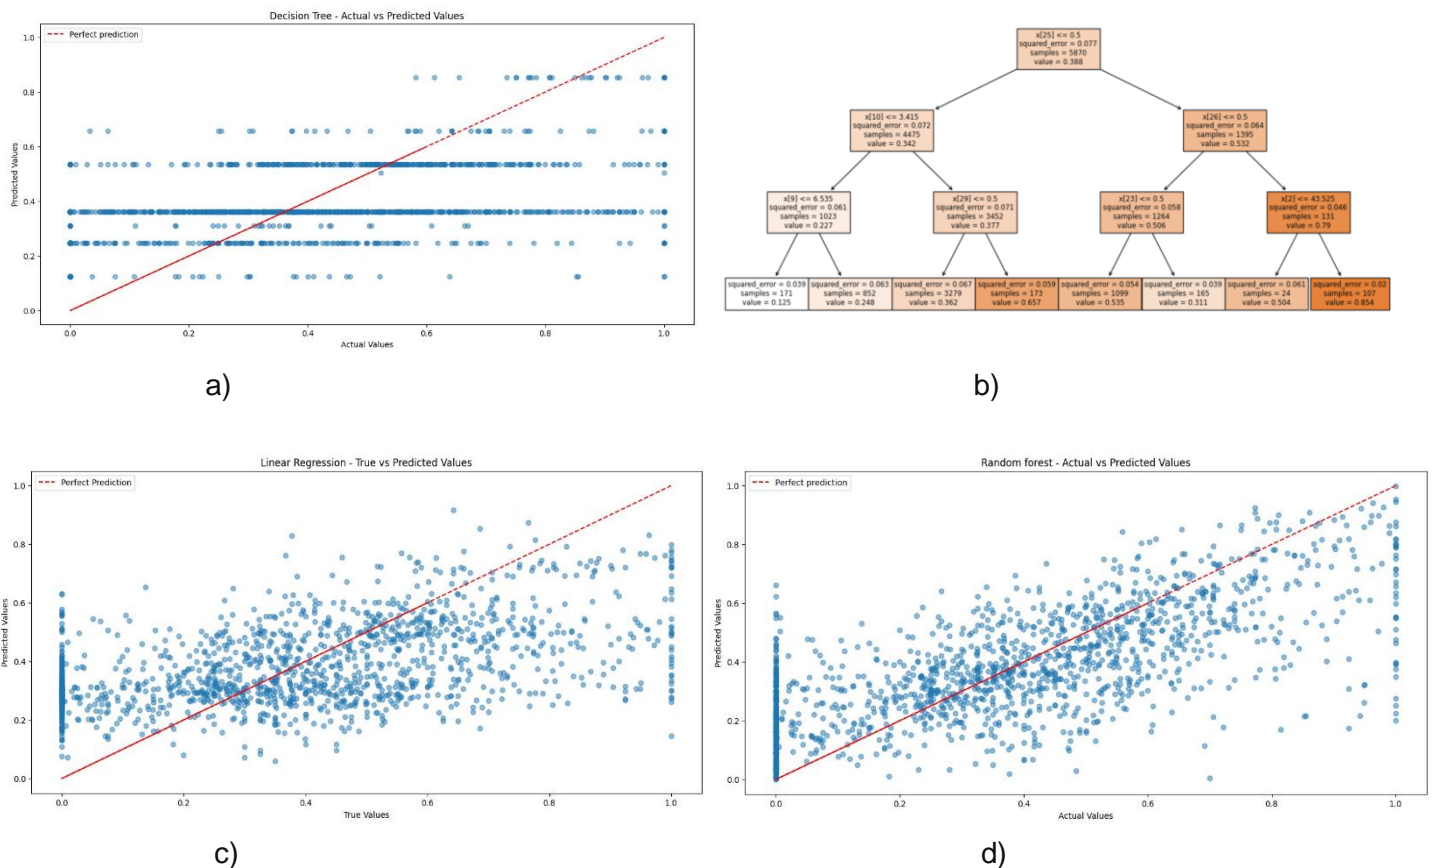 Decision Tree - Actual vs Predicted Values
Perfect prediction
1.0
0.8
0.6
0.4
0.2
0.0
Predicted Values
0.0 0.2 0.4 0.6 0.8 1.0
Actual Values
a)
x[25] <= 0.5
squared_error = 0.077
samples = 5870
value = 0.388
x[10] <= 3.415
squared_error = 0.072
samples = 4475
value = 0.342
x[26] <= 0.5
squared_error = 0.064
samples = 1395
value = 0.532
x[9] <= 6.535
squared_error = 0.061
samples = 1023
value = 0.227
x[29] <= 0.5
squared_error = 0.071
samples = 3452
value = 0.377
x[23] <= 0.5
squared_error = 0.058
samples = 1264
value = 0.506
x[2] <= 43.525
squared_error = 0.046
samples = 131
value = 0.79
squared_error = 0.039
samples = 171
value = 0.125
squared_error = 0.063
samples = 852
value = 0.248
squared_error = 0.067
samples = 3279
value = 0.362
squared_error = 0.059
samples = 173
value = 0.657
squared_error = 0.054
samples = 1099
value = 0.535
squared_error = 0.039
samples = 165
value = 0.311
squared_error = 0.061
samples = 24
value = 0.504
squared_error = 0.02
samples = 107
value = 0.854
b)
Linear Regression - True vs Predicted Values
Perfect Prediction
1.0
0.8
0.6
0.4
0.2
0.0
Predicted Values
0.0 0.2 0.4 0.6 0.8 1.0
True Values
c)
Random forest - Actual vs Predicted Values
Perfect prediction
1.0
0.8
0.6
0.4
0.2
0.0
Predicted Values
0.0 0.2 0.4 0.6 0.8 1.0
Actual Values
d)